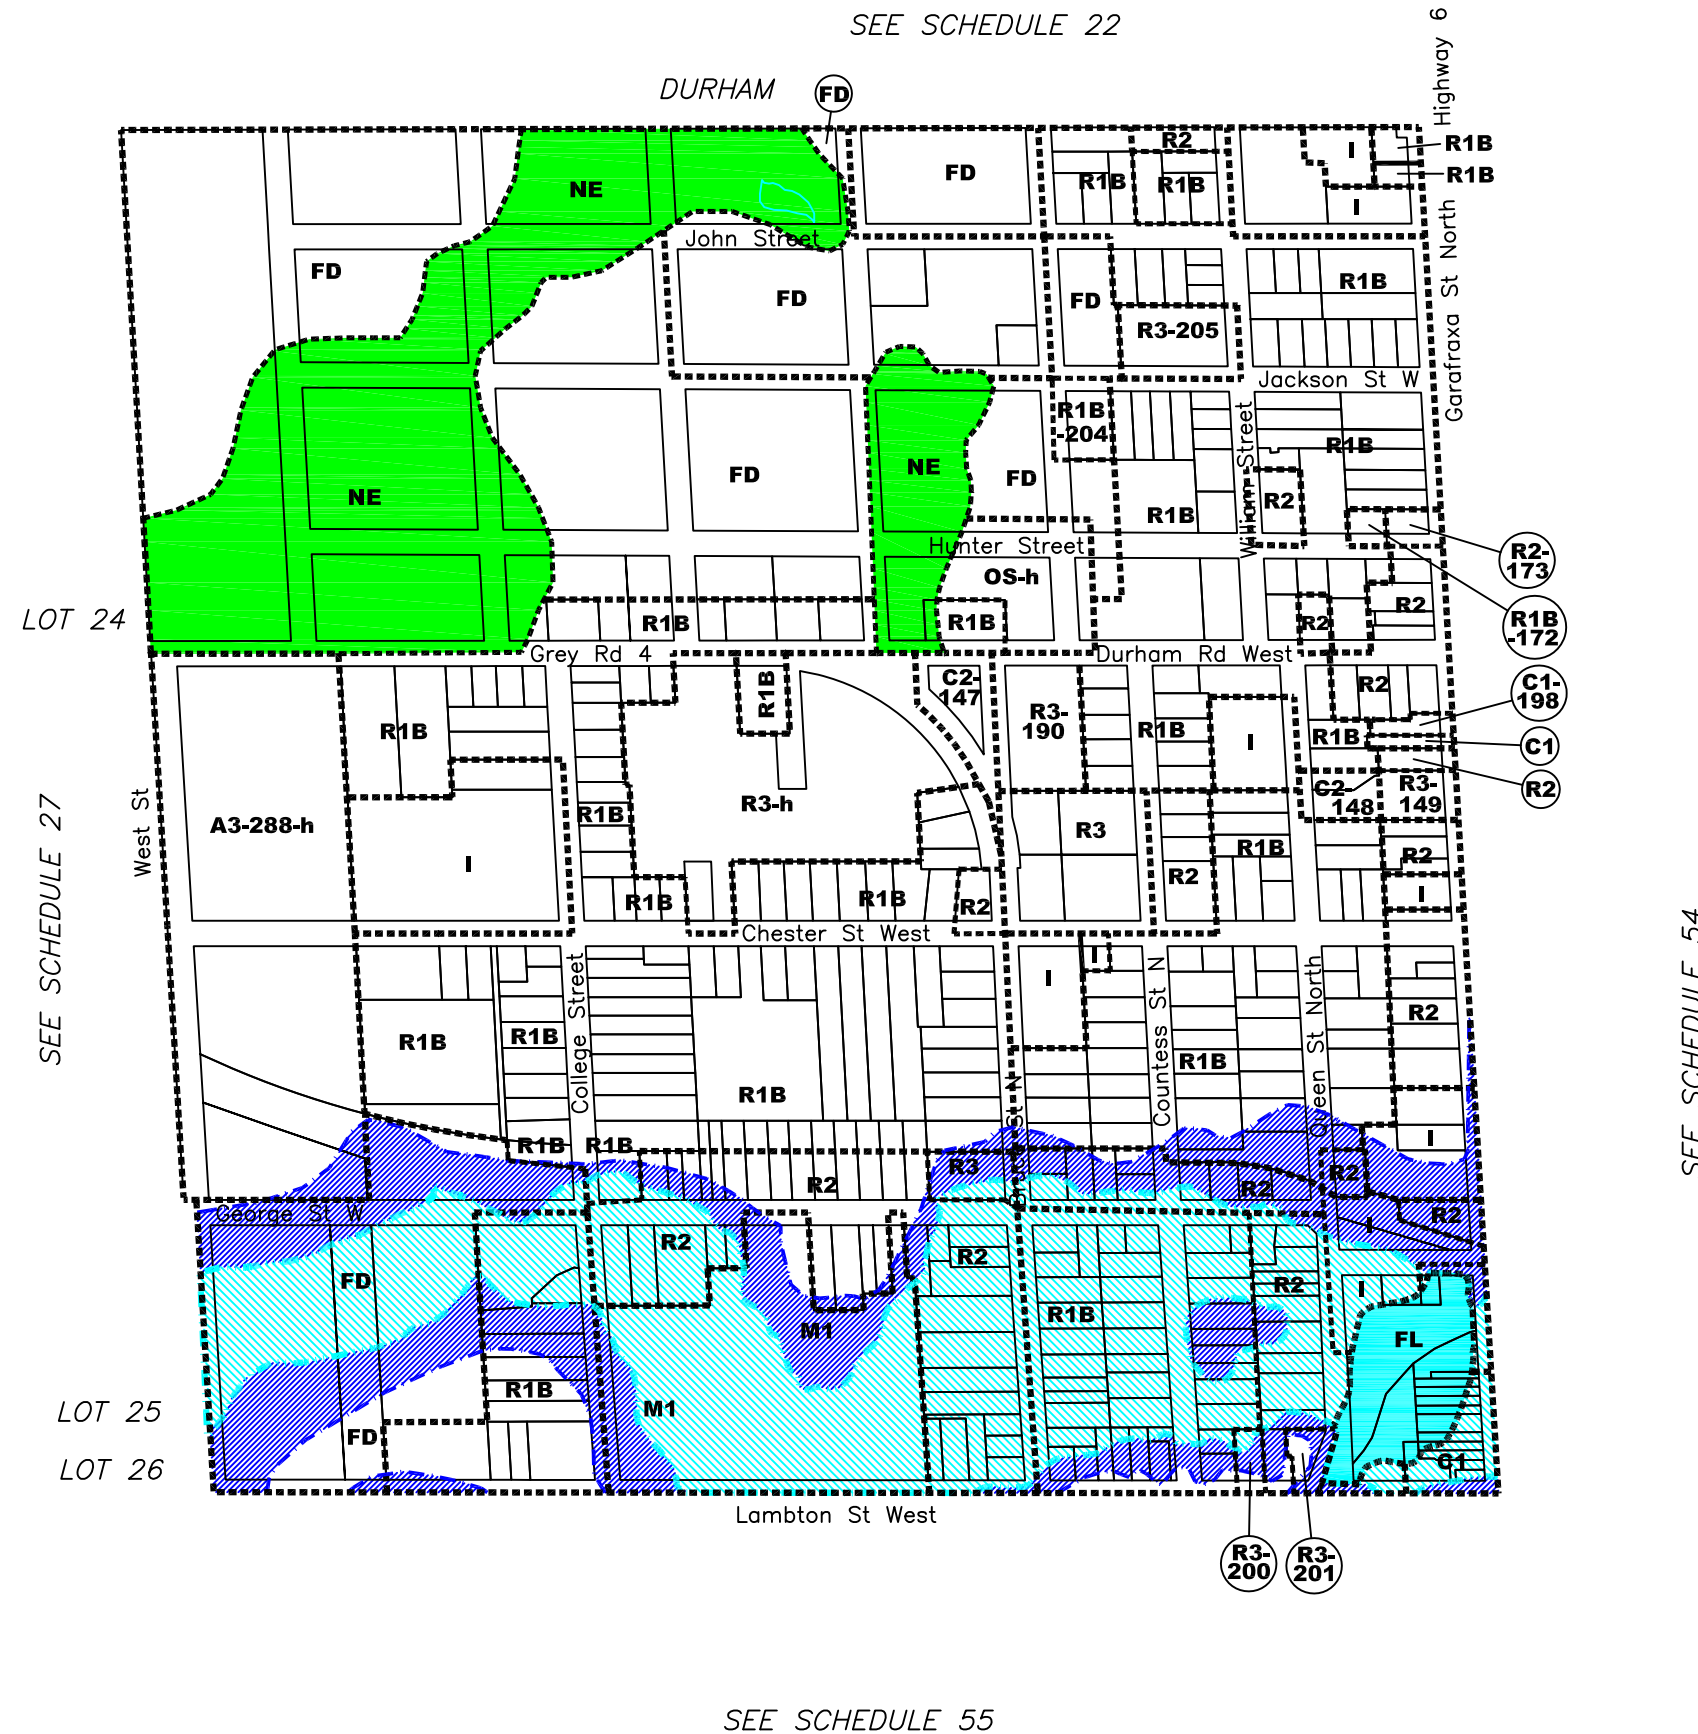 SEE SCHEDULE 22
Highway 6
DURHAM
FD
R2
I
R1B
R1B
FD
NE
R1B
R1B
I
John Street
FD
FD
FD
R1B
R3-205
Garafraxa St North
Jackson St W
R1B
-204
William Street
R1B
NE
FD
FD
NE
R2
R1B
Hunter Street
R2-
173
OS-h
LOT 24
R1B
R1B
R2
R2
R1B
-172
Grey Rd 4
Durham Rd West
C2-
147
R1B
R2
C1-
198
R3-
190
R1B
R1B
I
R1B
C1
R2
West St
A3-288-h
R3-h
R1B
C2-
148
R3-
149
R3
R1B
I
R2
R2
R1B
R1B
R2
I
SEE SCHEDULE 27
Chester St West
SEE SCHEDULE 54
College Street
I
I
Countess St N
Queen St North
R2
R1B
R1B
R1B
R1B
Bruce St N
I
R1B
R1B
R3
R2
R2
R2
George St W
I
R2
R2
R2
FD
R2
I
R1B
M1
FL
R1B
M1
LOT 25
FD
LOT 26
C1
Lambton St West
R3-
200
R3-
201
SEE SCHEDULE 55